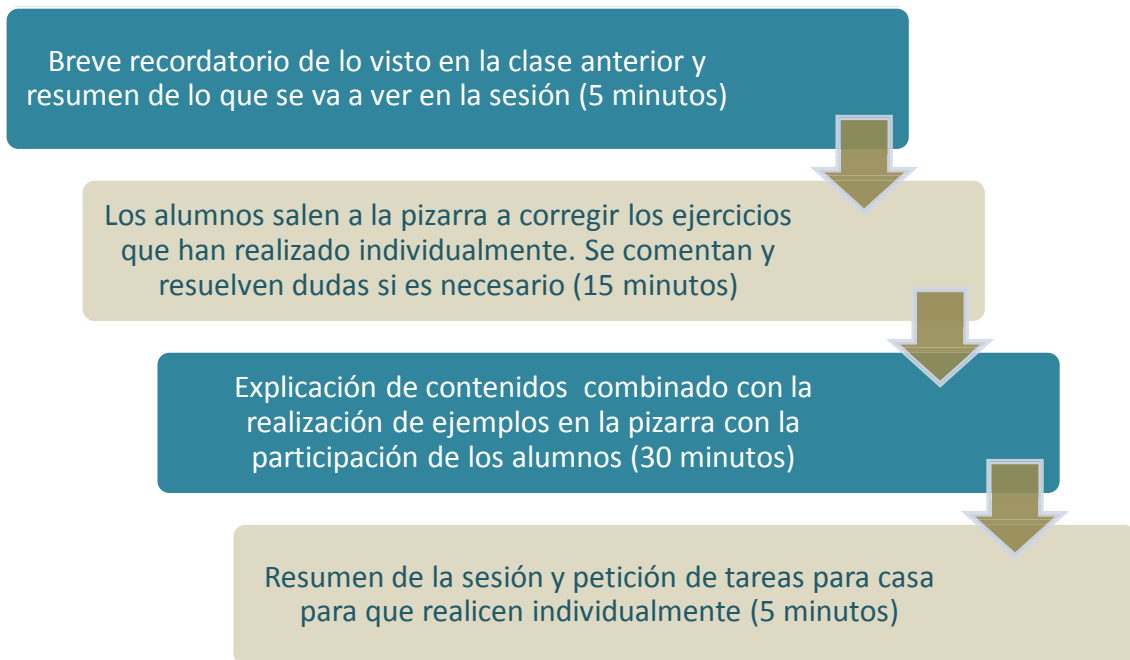 Breve recordatorio de lo visto en la clase anterior y
resumen de lo que se va a ver en la sesión (5 minutos)
Los alumnos salen a la pizarra a corregir los ejercicios
que han realizado individualmente. Se comentan y
resuelven dudas si es necesario (15 minutos)
Explicación de contenidos combinado con la
realización de ejemplos en la pizarra con la
participación de los alumnos (30 minutos)
Resumen de la sesión y petición de tareas para casa
para que realicen individualmente (5 minutos)